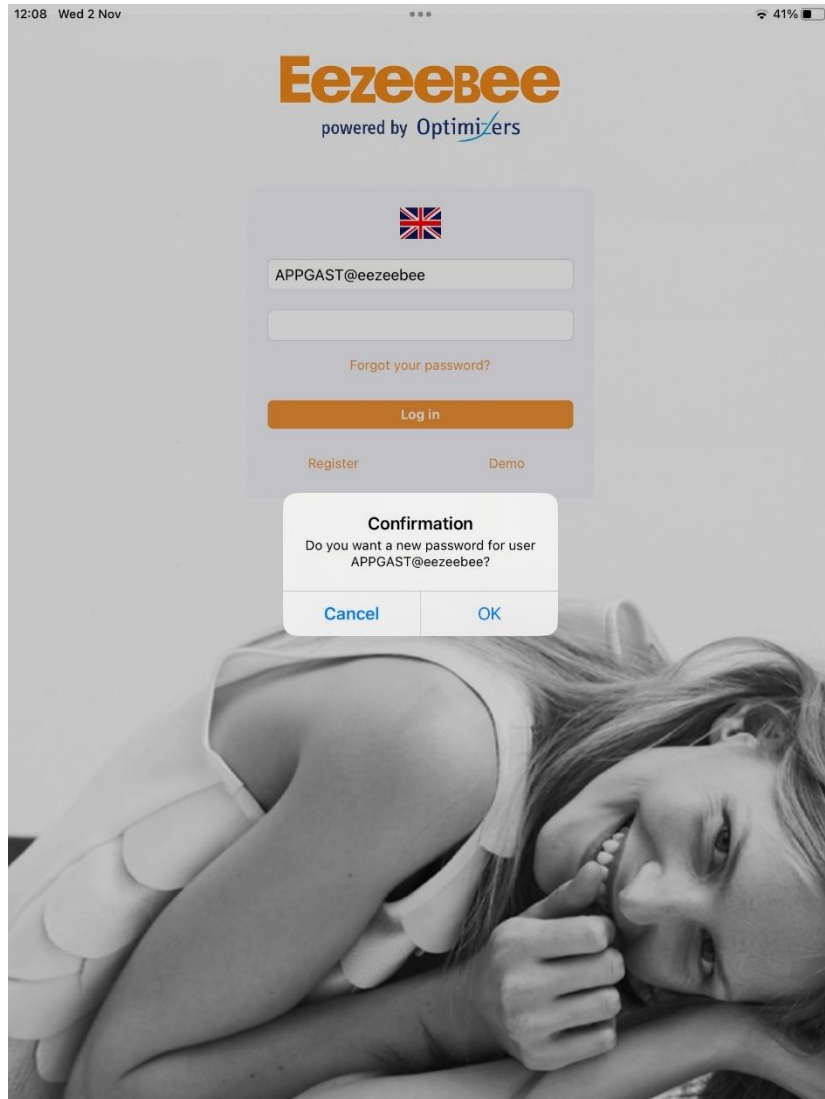 12:08 Wed 2 Nov
41%
EezeeBee
powered by Optimizers
APPGAST@eezeebee
Forgot your password?
Log in
Register Demo
Confirmation
Do you want a new password for user
APPGAST@eezeebee?
Cancel OK